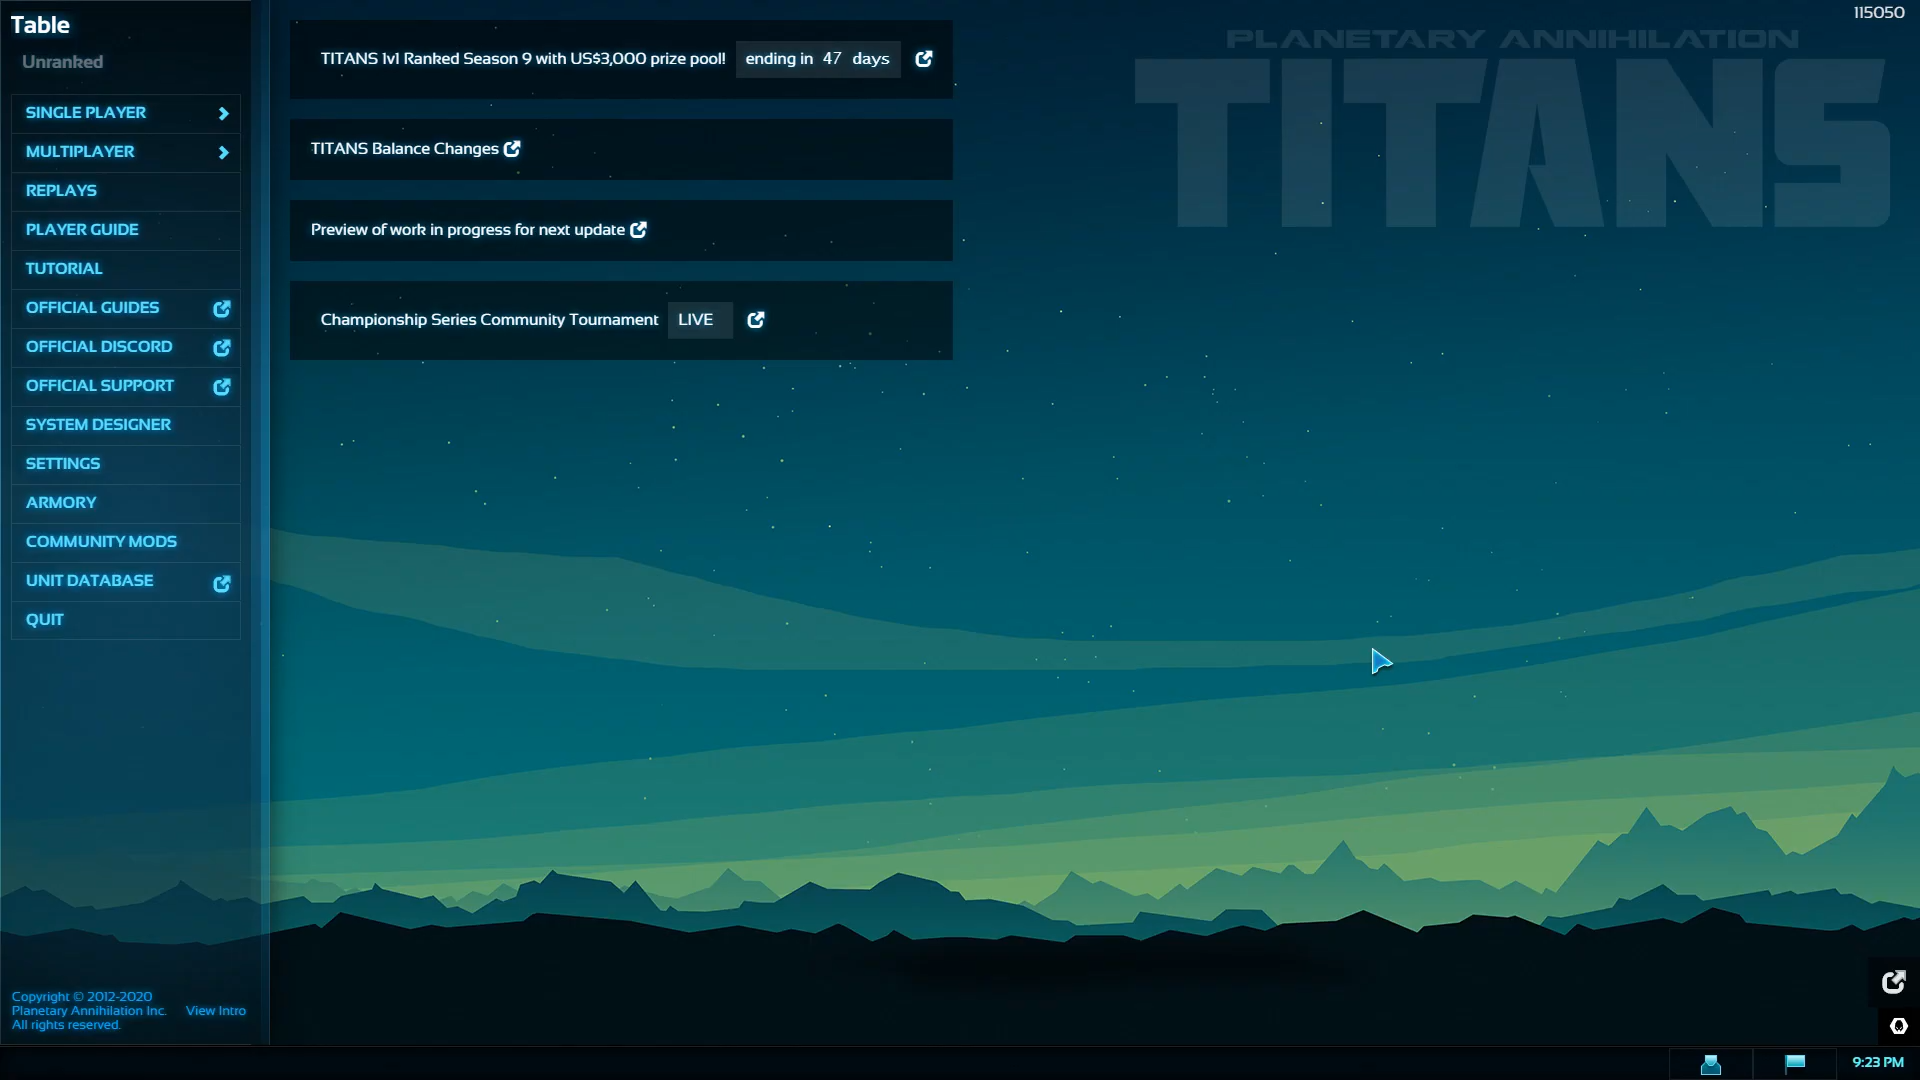 Table
Unranked
SINGLE PLAYER
MULTIPLAYER
REPLAYS
PLAYER GUIDE
TUTORIAL
OFFICIAL GUIDES
OFFICIAL DISCORD
OFFICIAL SUPPORT
SYSTEM DESIGNER
SETTINGS
ARMORY
COMMUNITY MODS
UNIT DATABASE
QUIT
Copyright © 2012-2020
Planetary Annihilation Inc.
All rights reserved.
View Intro
TITANS 1v1 Ranked Season 9 with US$3,000 prize pool! ending in 47 days
TITANS Balance Changes
Preview of work in progress for next update
Championship Series Community Tournament LIVE
115050
PLANETARY ANNIHILATION
TITANS
9:23 PM